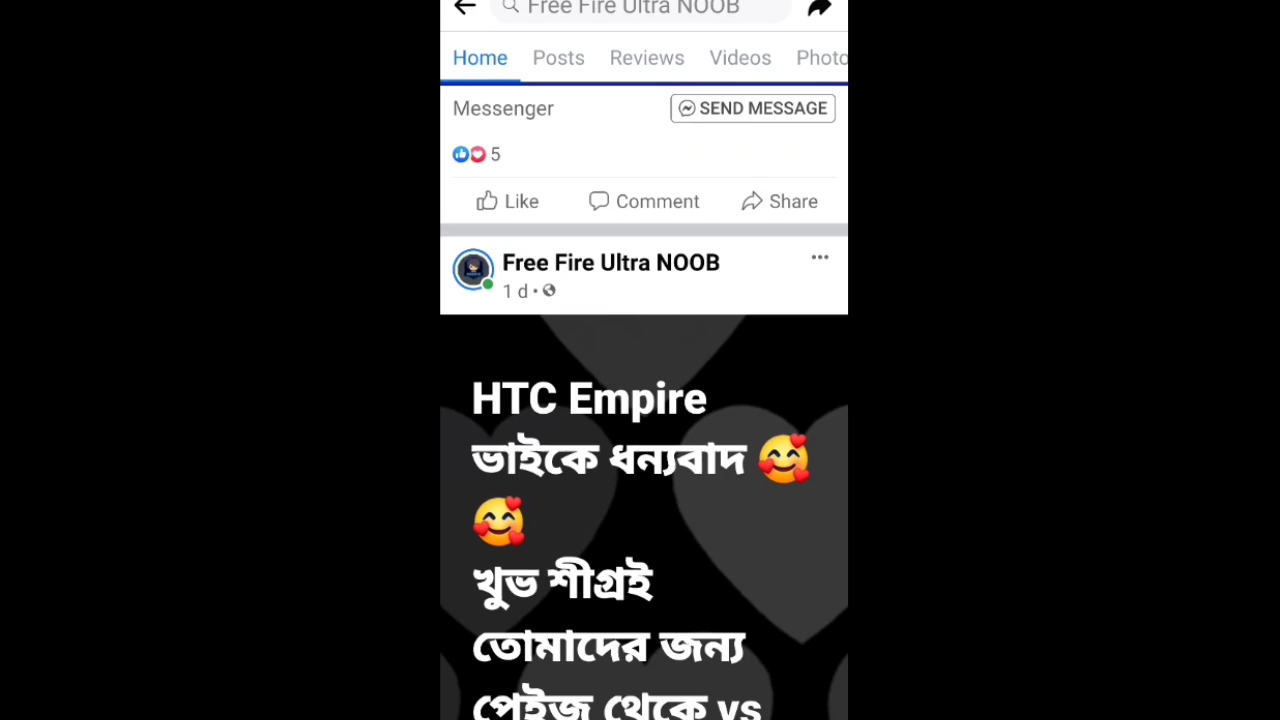 Free Fire Ultra NOOB
Home Posts Reviews Videos Photo
Messenger SEND MESSAGE
5
Like Comment Share
Free Fire Ultra NOOB
1 d
HTC Empire
ভাইকে ধন্যবাদ 🥰
🥰
খুভ শীগ্রই
তোমাদের জন্য
পেইজ থেকে vs